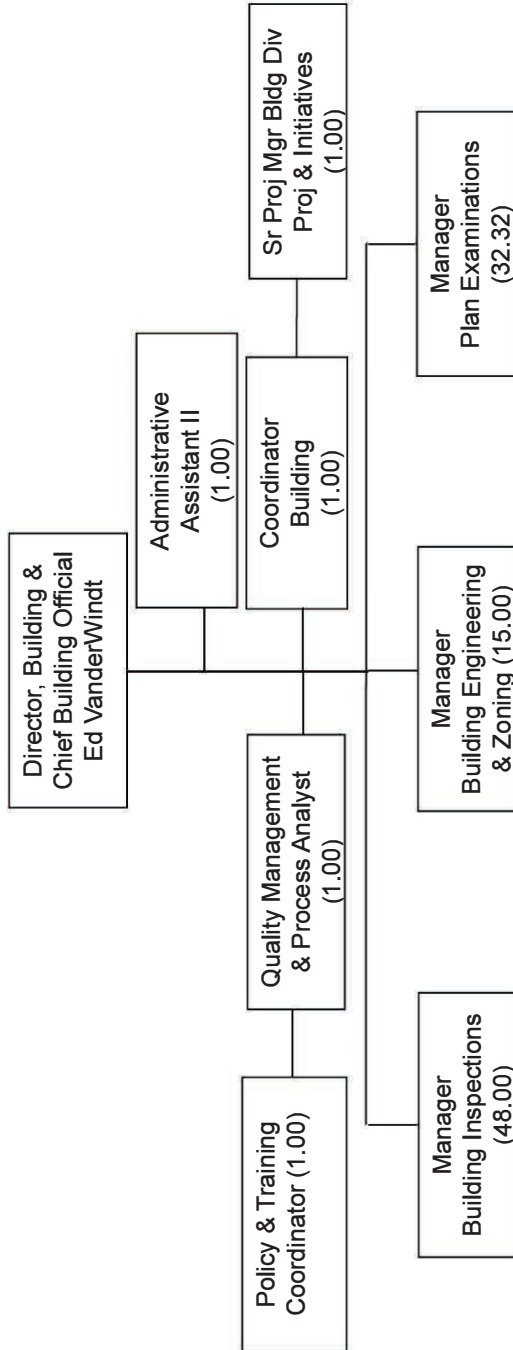 Director, Building &
Chief Building Official
Ed VanderWindt
Administrative
Assistant II
(1.00)
Policy & Training
Coordinator (1.00)
Quality Management
& Process Analyst
(1.00)
Coordinator
Building
(1.00)
Sr Proj Mgr Bldg Div
Proj & Initiatives
(1.00)
Manager
Building Inspections
(48.00)
Manager
Building Engineering
& Zoning (15.00)
Manager
Plan Examinations
(32.32)